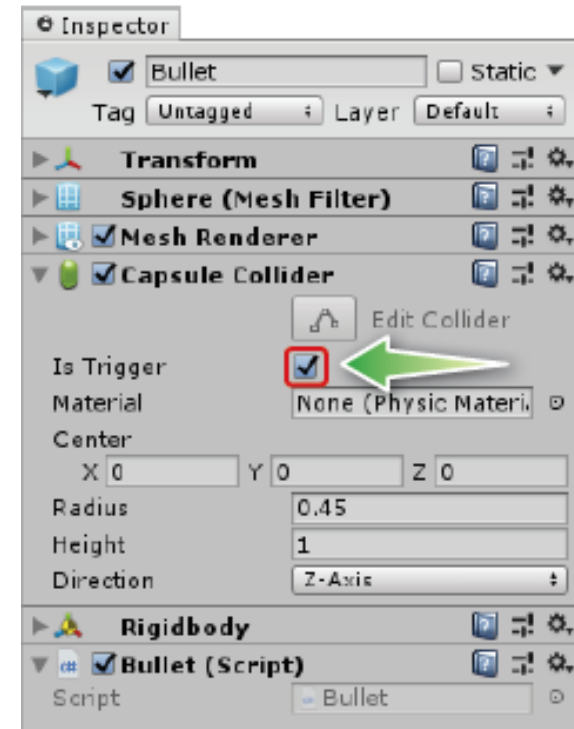 Inspector
Bullet Static
Tag Untagged Layer Default
Transform
Sphere (Mesh Filter)
Mesh Renderer
Capsule Collider
Edit Collider
Is Trigger
Material None (Physic Materi
Center
X 0 Y 0 Z 0
Radius 0.45
Height 1
Direction Z-Axis
Rigidbody
c# Bullet (Script)
Script Bullet